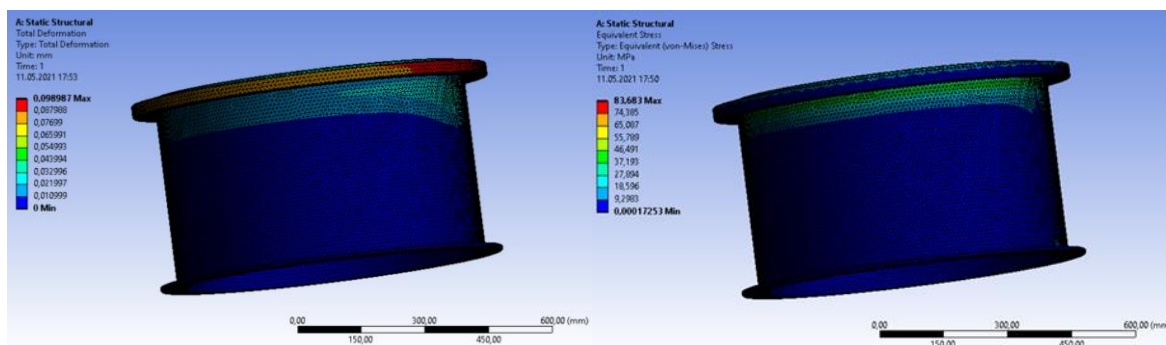 A: Static Structural
Total Deformation
Type: Total Deformation
Unit: mm
Time: 1
11.05.2021 17:53
0,098987 Max
0,087988
0,07699
0,065991
0,054993
0,043994
0,032996
0,021997
0,010999
0 Min
0,00
300,00
600,00 (mm)
150,00
450,00
A: Static Structural
Equivalent Stress
Type: Equivalent (von-Mises) Stress
Unit: MPa
Time: 1
11.05.2021 17:50
83,683 Max
74,385
65,087
55,789
46,491
37,193
27,894
18,596
9,2983
0,00017253 Min
0,00
300,00
600,00 (mm)
150,00
450,00